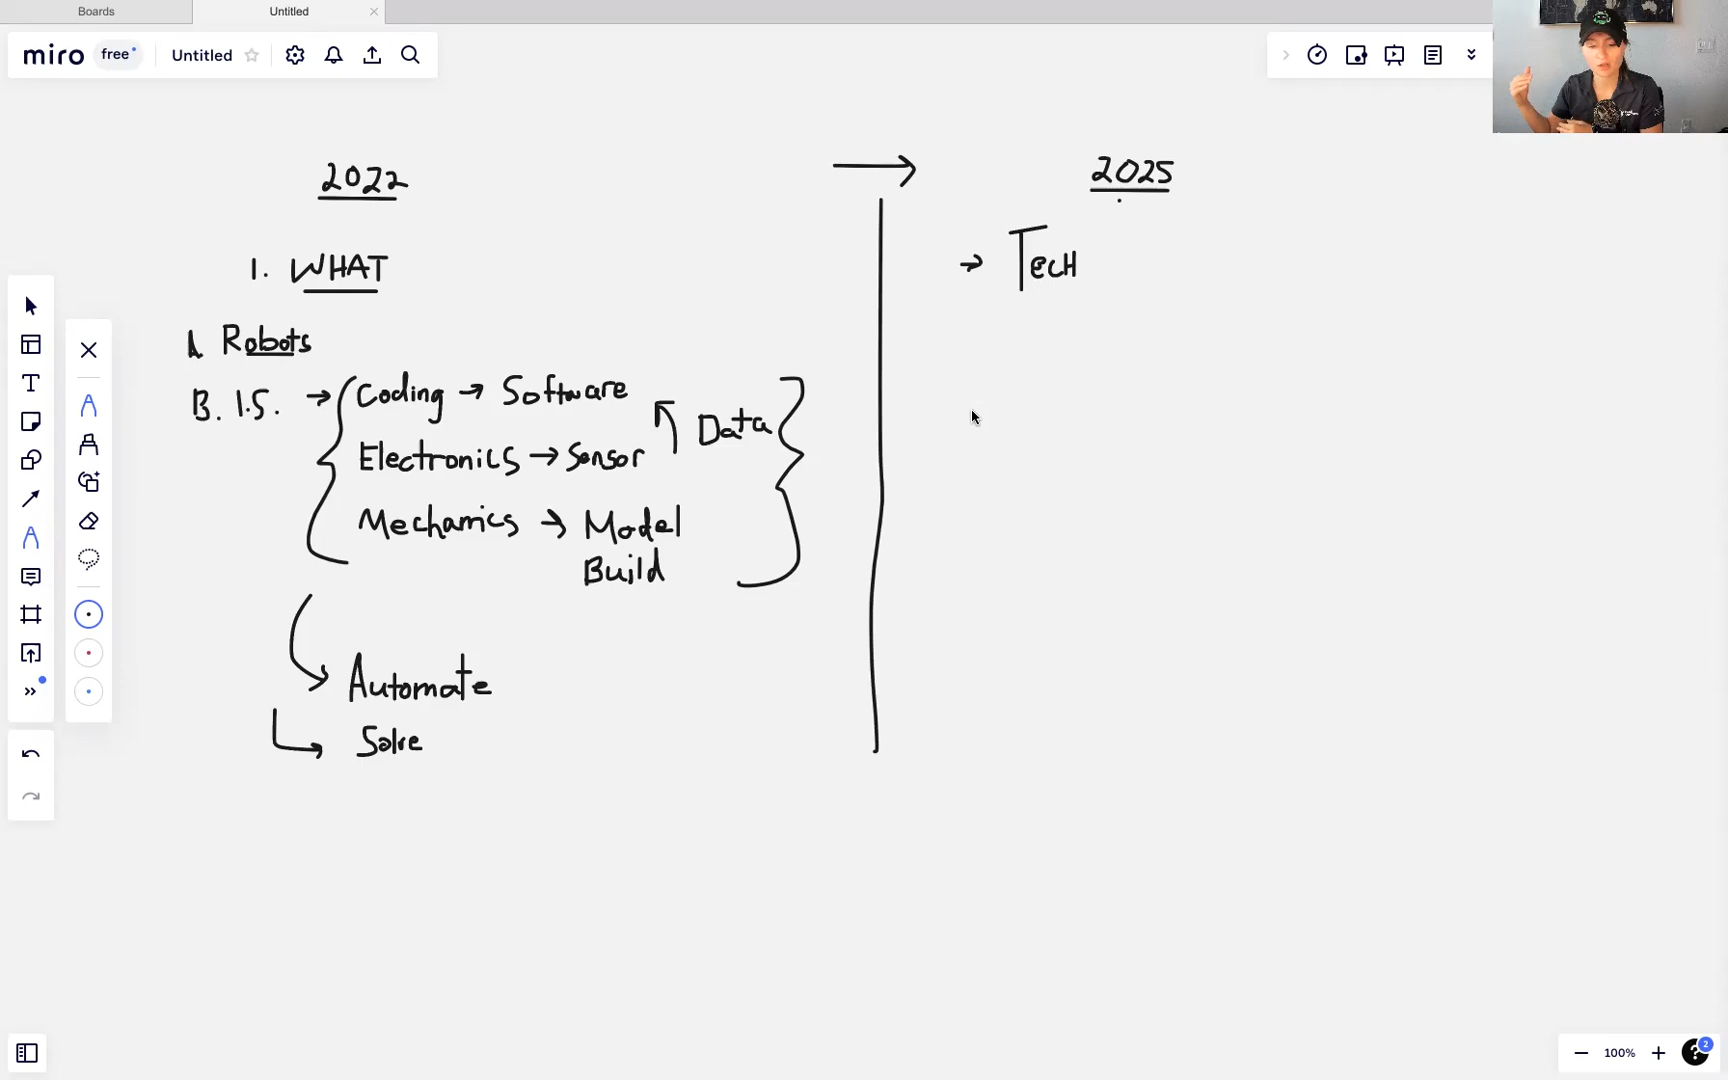 Boards
Untitled
miro
free
Untitled
2022
2025
1. WHAT
→ TECH
A. Robots
B. I.S. → Coding → Software
Data
Electronics → Sensor
Mechanics → Model
Build
Automate
Solve
100%
2